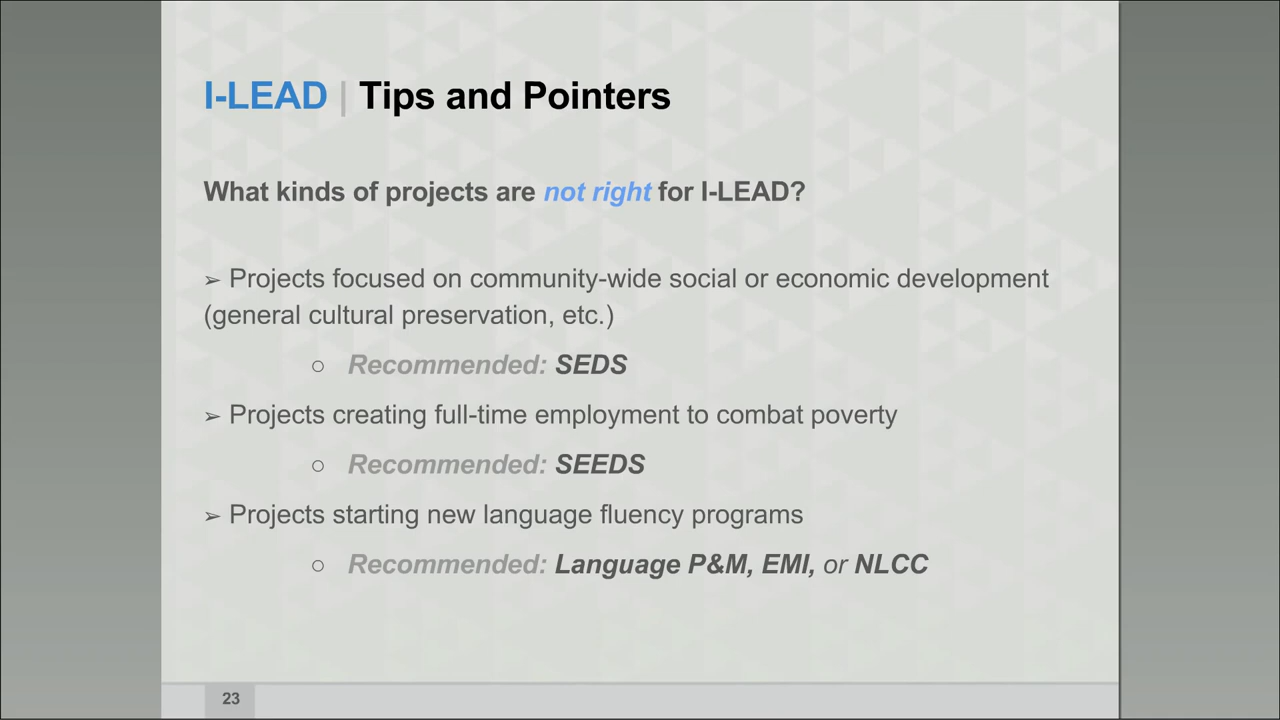 I-LEAD | Tips and Pointers
What kinds of projects are not right for I-LEAD?
➢ Projects focused on community-wide social or economic development
(general cultural preservation, etc.)
○ Recommended: SEDS
➢ Projects creating full-time employment to combat poverty
○ Recommended: SEEDS
➢ Projects starting new language fluency programs
○ Recommended: Language P&M, EMI, or NLCC
23